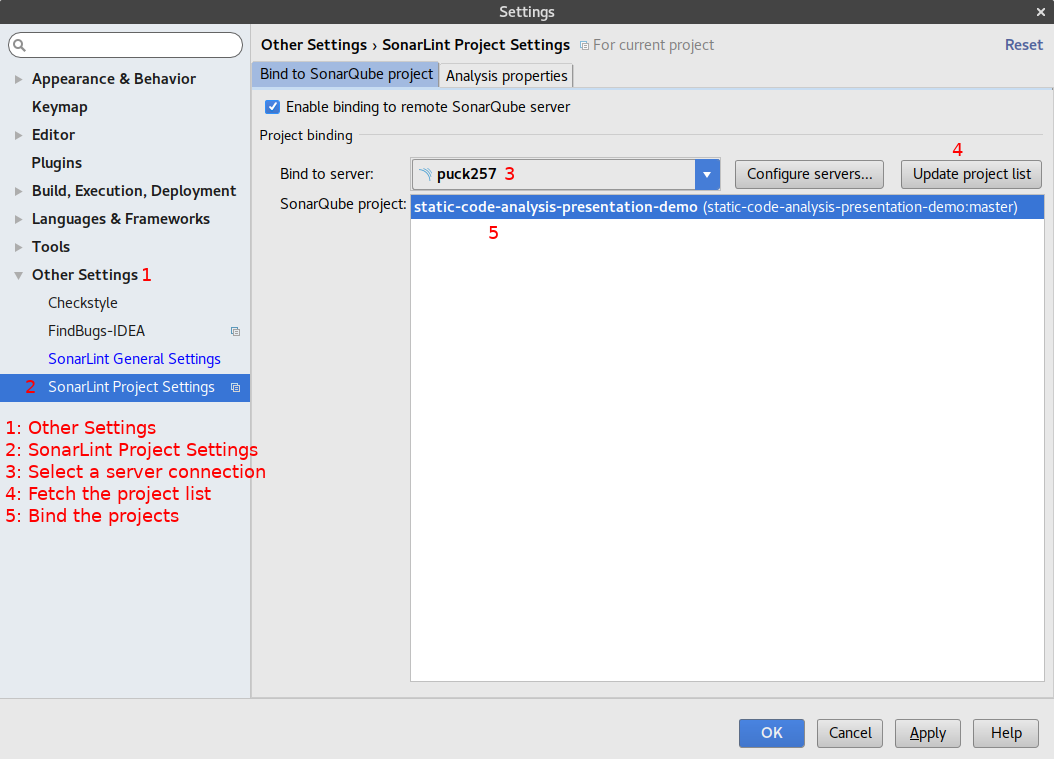 Settings
Other Settings › SonarLint Project Settings For current project Reset
Bind to SonarQube project Analysis properties
Enable binding to remote SonarQube server
Project binding
4
Bind to server: puck257 3 Configure servers... Update project list
SonarQube project: static-code-analysis-presentation-demo (static-code-analysis-presentation-demo:master)
5
Appearance & Behavior
Keymap
Editor
Plugins
Build, Execution, Deployment
Languages & Frameworks
Tools
Other Settings 1
Checkstyle
FindBugs-IDEA
SonarLint General Settings
2 SonarLint Project Settings
1: Other Settings
2: SonarLint Project Settings
3: Select a server connection
4: Fetch the project list
5: Bind the projects
OK Cancel Apply Help